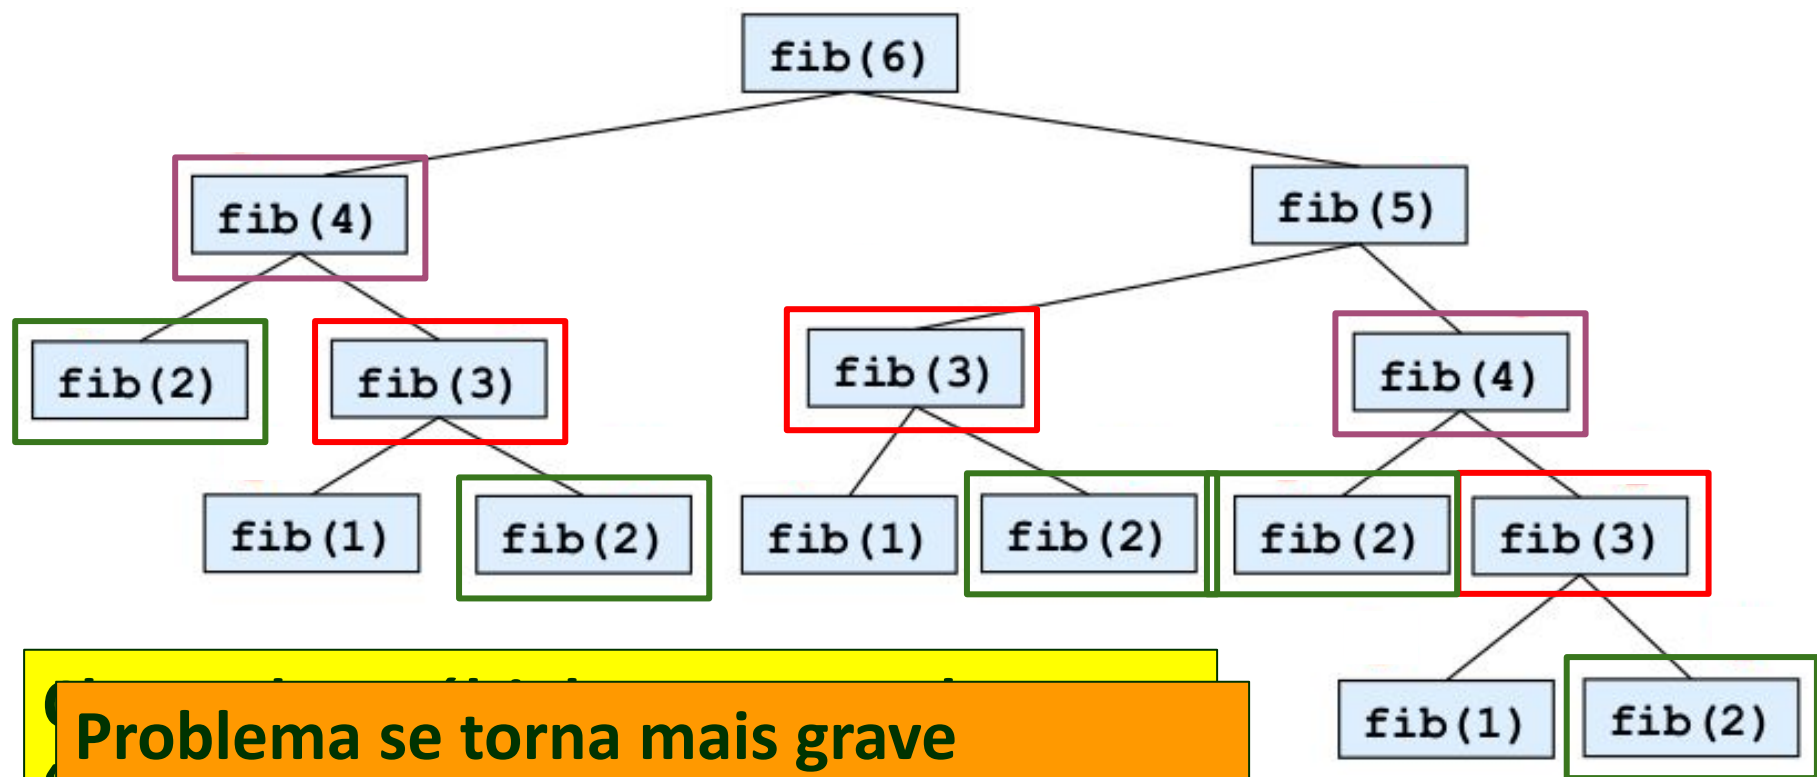 fib(6)
fib(4)
fib(5)
fib(2)
fib(3)
fib(3)
fib(4)
fib(1)
fib(2)
fib(1)
fib(2)
fib(2)
fib(3)
fib(1)
fib(2)
Problema se torna mais grave